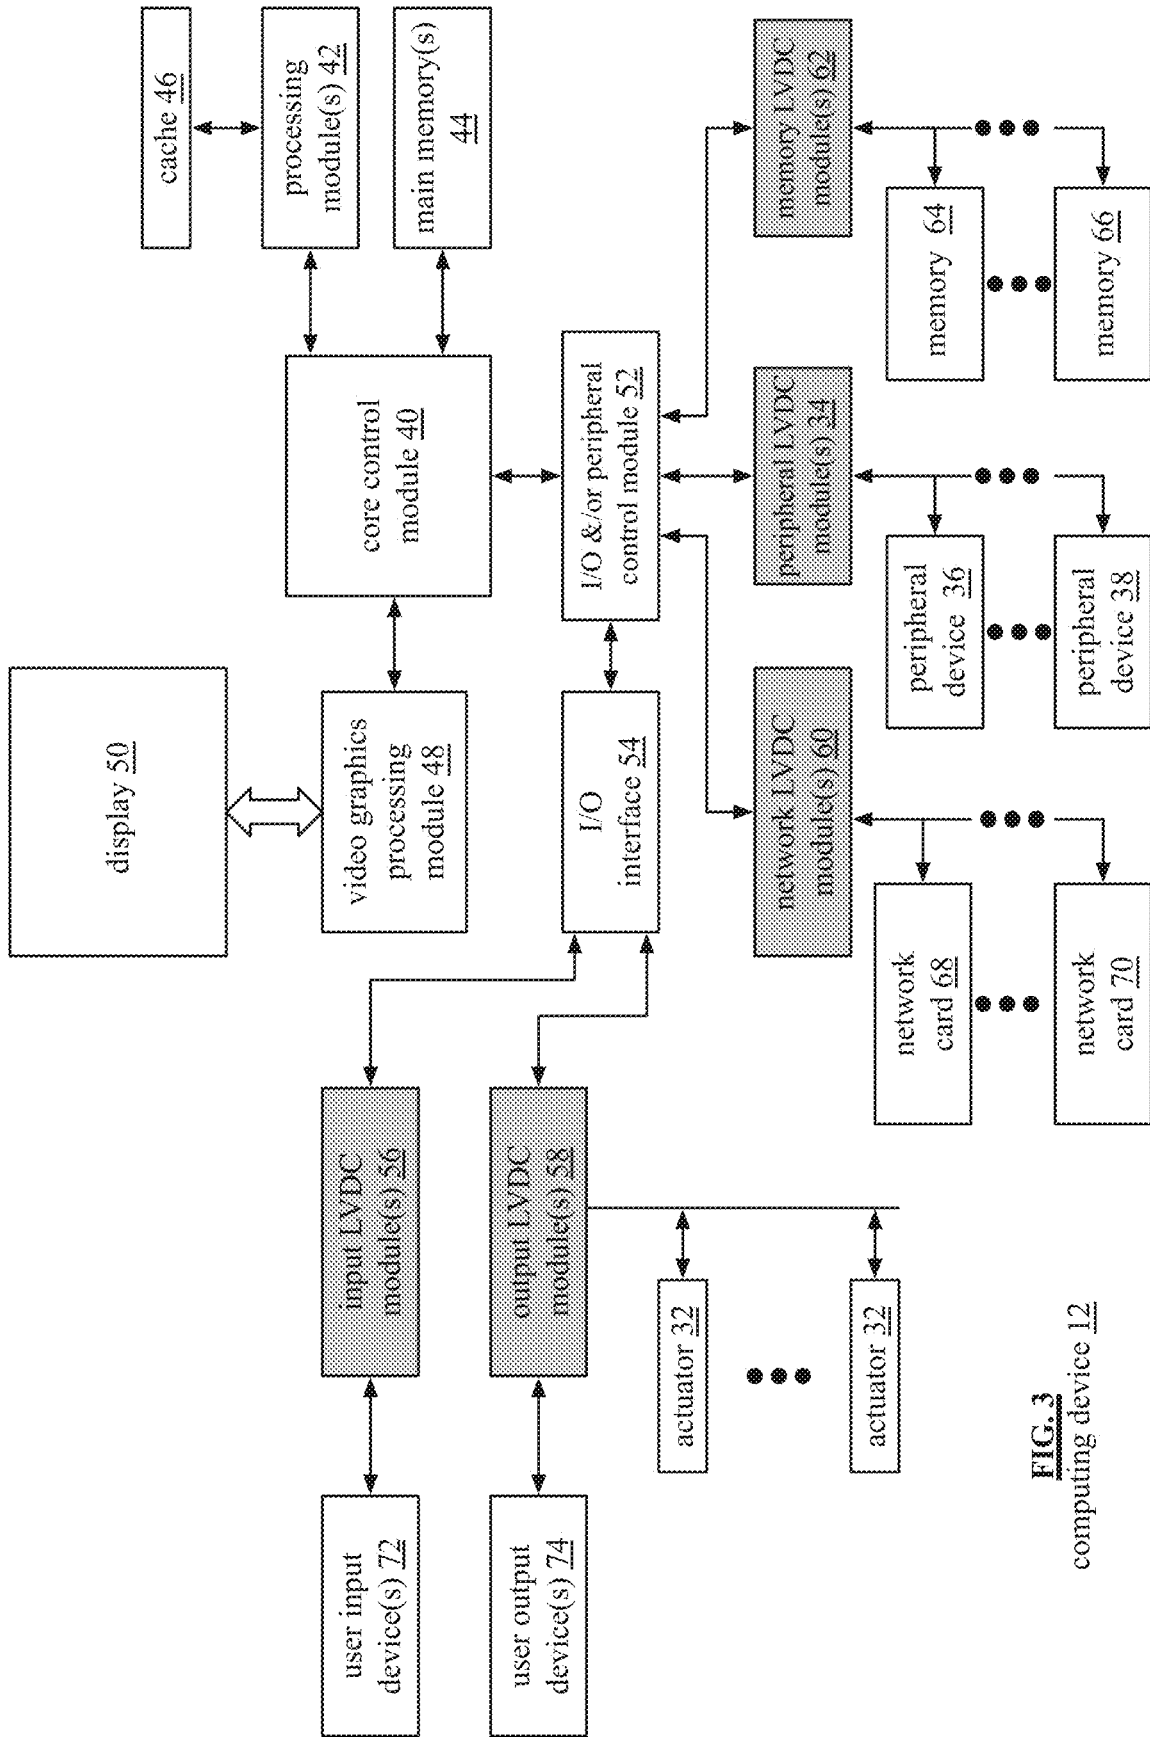 display 50
cache 46
processing
module(s) 42
main memory(s)
44
core control
module 40
video graphics
processing
module 48
user input
device(s) 72
input LVDC
module(s) 56
user output
device(s) 74
output LVDC
module(s) 58
I/O
interface 54
I/O &/or peripheral
control module 52
actuator 32
actuator 32
network LVDC
module(s) 60
peripheral LVDC
module(s) 34
memory LVDC
module(s) 62
network
card 68
peripheral
device 36
memory 64
network
card 70
peripheral
device 38
memory 66
FIG. 3
computing device 12